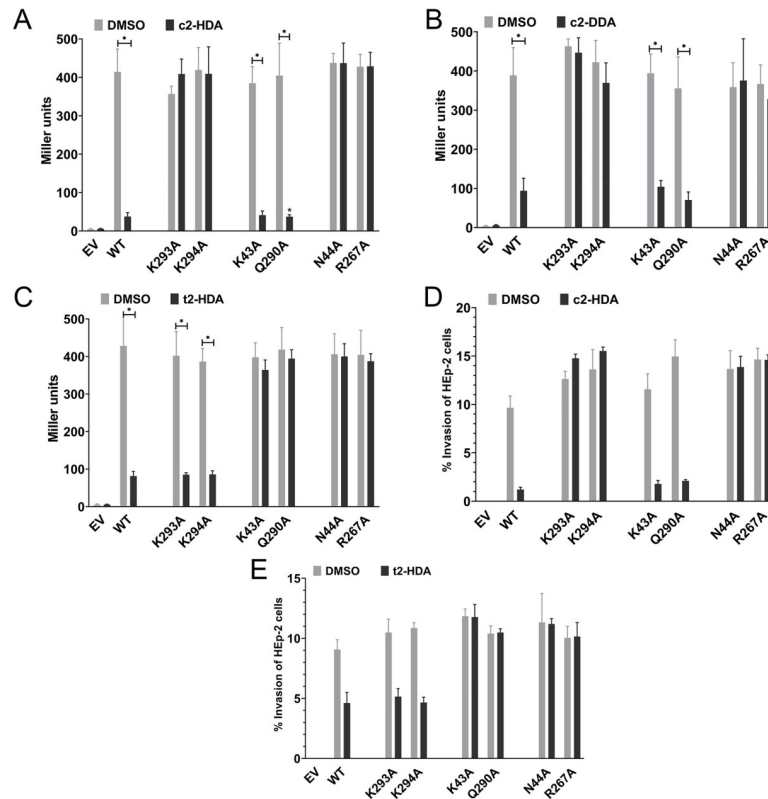 A
DMSO c2-HDA
Miller units
500
400
300
200
100
0
* * * *
EV WT K293A K294A K43A Q290A N44A R267A
B
DMSO c2-DDA
Miller units
500
400
300
200
100
0
* * *
EV WT K293A K294A K43A Q290A N44A R267A
C
DMSO t2-HDA
Miller units
500
400
300
200
100
0
* * *
EV WT K293A K294A K43A Q290A N44A R267A
D
DMSO
c2-HDA
% Invasion of HEp-2 cells
20
15
10
5
0
EV WT K293A K294A K43A Q290A N44A R267A
E
DMSO t2-HDA
% Invasion of HEp-2 cells
15
10
5
0
EV WT K293A K294A K43A Q290A N44A R267A